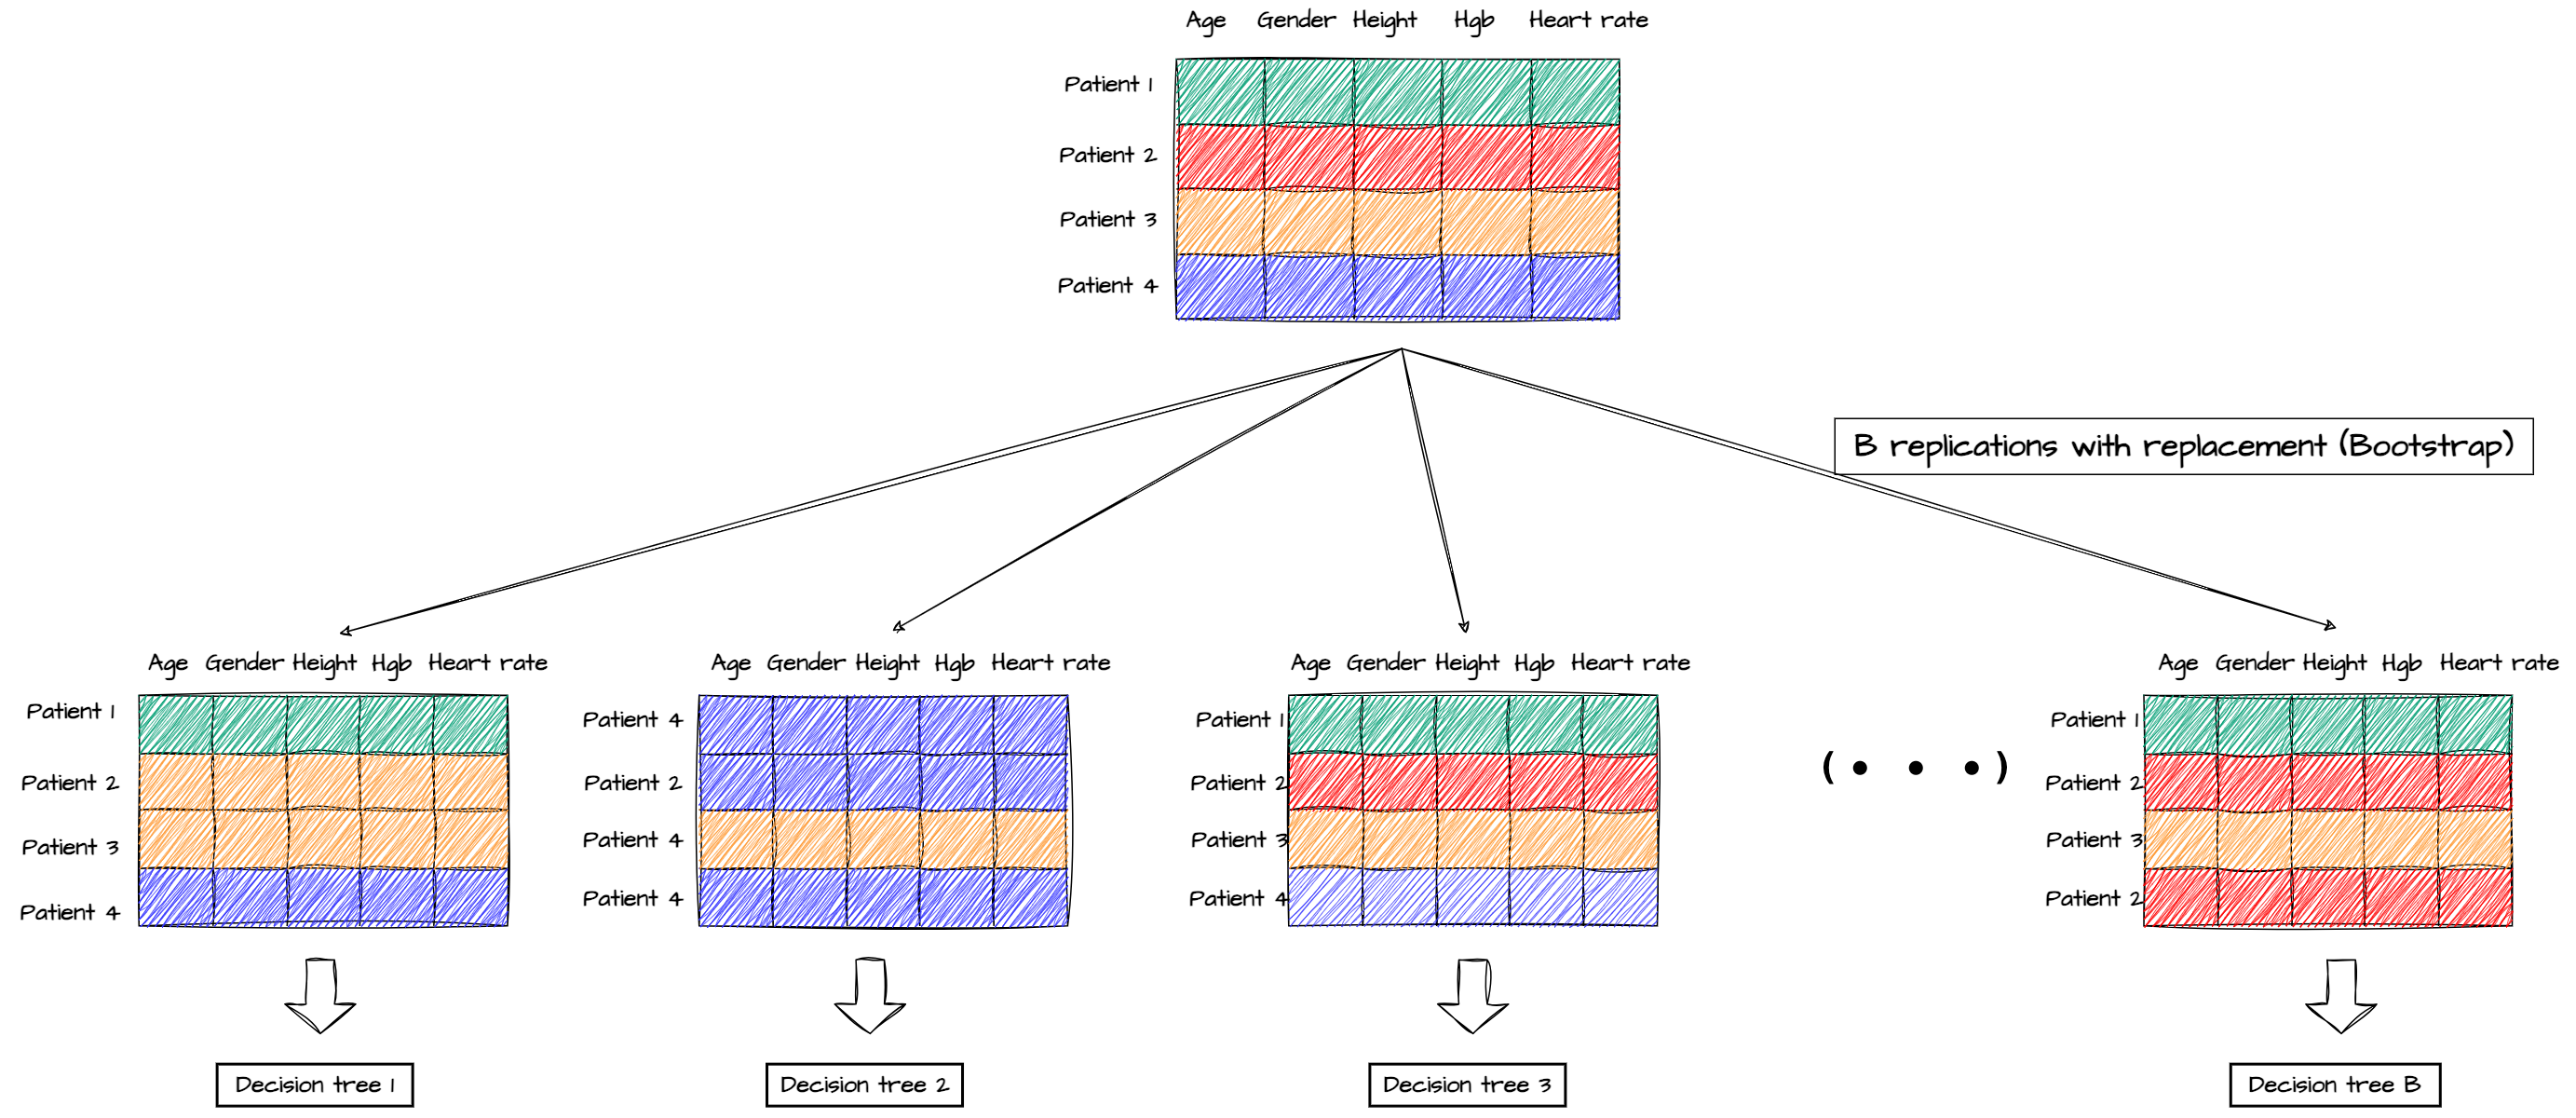 Age Gender Height Hgb Heart rate
Patient 1
Patient 2
Patient 3
Patient 4
B replications with replacement (Bootstrap)
Age Gender Height Hgb Heart rate
Patient 1
Patient 2
Patient 3
Patient 4
Decision tree 1
Age Gender Height Hgb Heart rate
Patient 4
Patient 2
Patient 4
Patient 4
Decision tree 2
Age Gender Height Hgb Heart rate
Patient 1
Patient 2
Patient 3
Patient 4
Decision tree 3
(• • •)
Age Gender Height Hgb Heart rate
Patient 1
Patient 2
Patient 3
Patient 2
Decision tree B